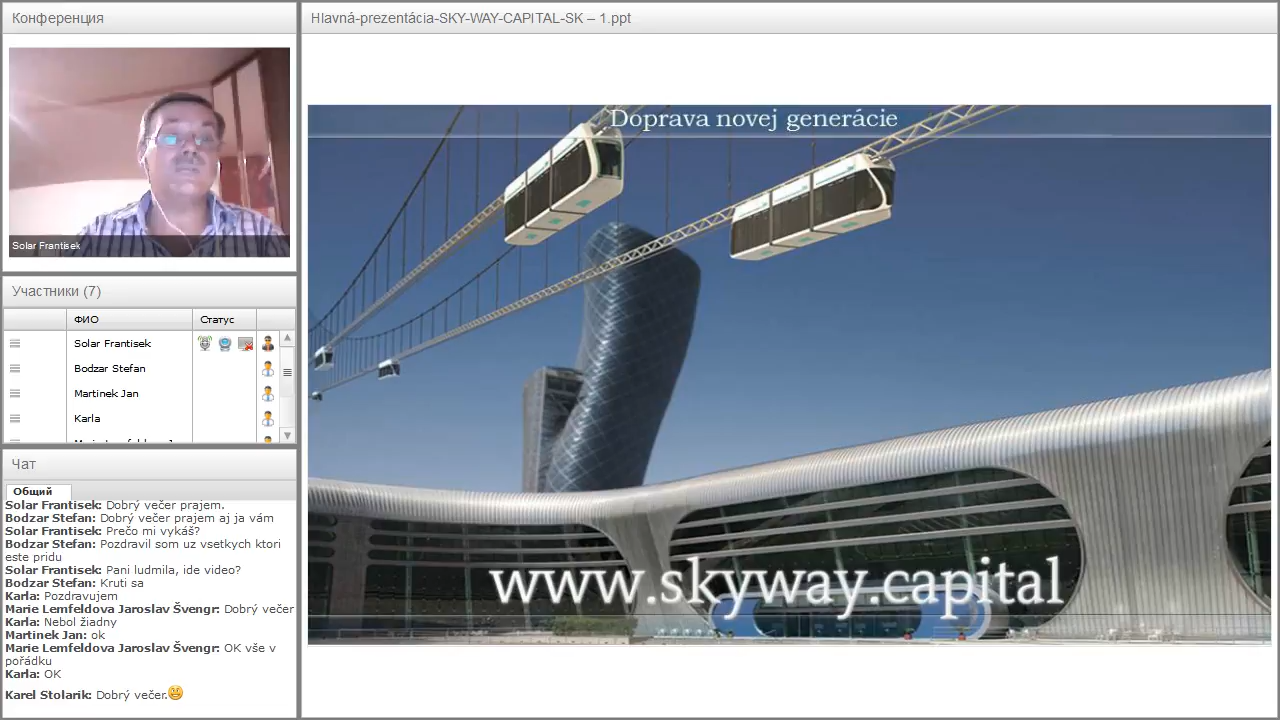 Конференция
Solar Frantisek
Участники (7)
ФИО
Статус
Solar Frantisek
Bodzar Stefan
Martinek Jan
Karla
Чат
Общий
Solar Frantisek: Dobrý večer prajem.
Bodzar Stefan: Dobrý večer prajem aj ja vám
Solar Frantisek: Prečo mi vykáš?
Bodzar Stefan: Pozdravil som uz vsetkych ktori
este pridu
Solar Frantisek: Pani ludmila, ide video?
Bodzar Stefan: Kruti sa
Karla: Pozdravujem
Marie Lemfeldova Jaroslav Švengr: Dobrý večer
Karla: Nebol žiadny
Martinek Jan: ok
Marie Lemfeldova Jaroslav Švengr: OK vše v
pořádku
Karla: OK
Karel Stolarik: Dobrý večer.
Hlavná-prezentácia-SKY-WAY-CAPITAL-SK – 1.ppt
Doprava novej generácie
www.skyway.capital